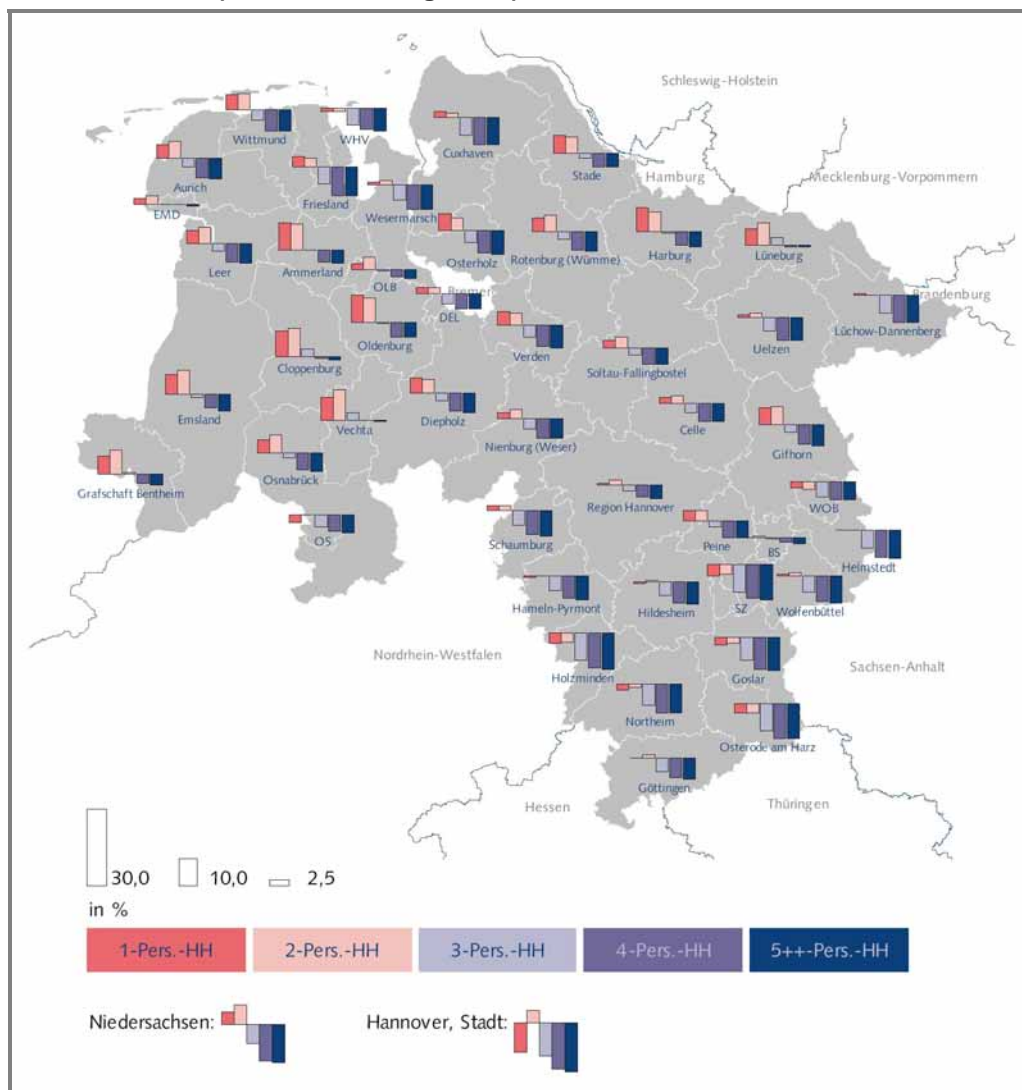 Schleswig-Holstein
Wittmund
WHV
Cuxhaven
Stade
Hamburg
Mecklenburg-Vorpommern
Aurich
EMD
Friesland
Wesermarsch
Leer
Ammerland
OLB
Osterholz
Rotenburg (Wümme)
Harburg
Lüneburg
Bremen
DEL
Brandenburg
Lüchow-Dannenberg
Oldenburg
Verden
Uelzen
Cloppenburg
Soltau-Fallingbostel
Emsland
Vechta
Diepholz
Nienburg (Weser)
Celle
Gifhorn
Grafschaft Bentheim
Osnabrück
Region Hannover
WOB
OS
Schaumburg
Peine
BS
Helmstedt
Hameln-Pyrmont
Hildesheim
SZ
Wolfenbüttel
Nordrhein-Westfalen
Holzminden
Goslar
Sachsen-Anhalt
Northeim
Osterode am Harz
Göttingen
Hessen
Thüringen
30,0 10,0 2,5
in %
1-Pers.-HH 2-Pers.-HH 3-Pers.-HH 4-Pers.-HH 5++-Pers.-HH
Niedersachsen: Hannover, Stadt: